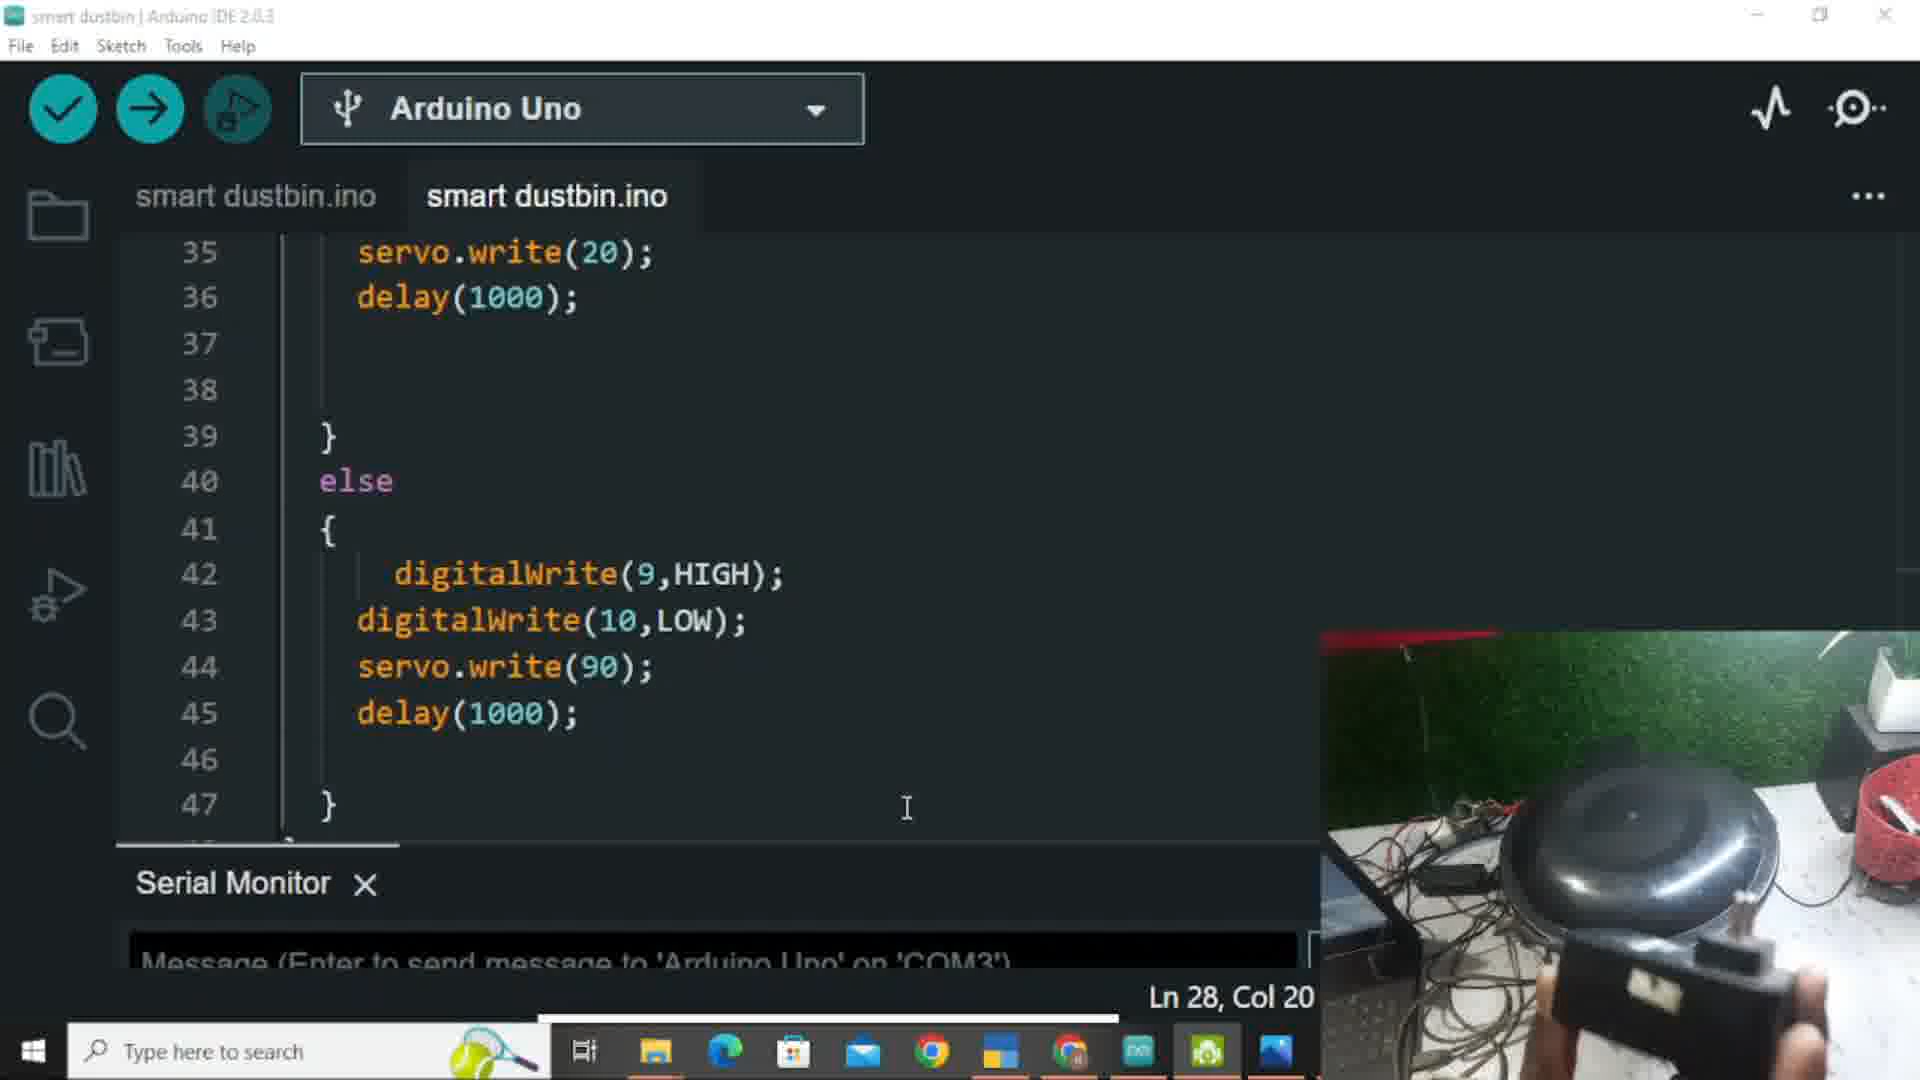 smart dustbin | Arduino IDE 2.0.3
File Edit Sketch Tools Help
Arduino Uno
smart dustbin.ino smart dustbin.ino
35 servo.write(20);
36 delay(1000);
37
38
39 }
40 else
41 {
42 digitalWrite(9,HIGH);
43 digitalWrite(10,LOW);
44 servo.write(90);
45 delay(1000);
46
47 }
Serial Monitor
Message (Enter to send message to 'Arduino Uno' on 'COM3')
Ln 28, Col 20
Type here to search